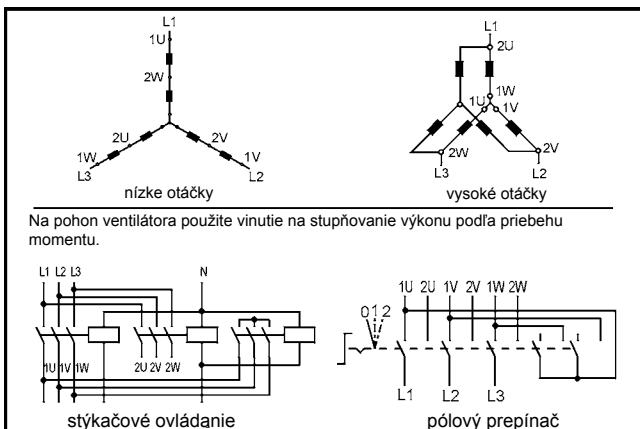 L1
1U
2W
2U
2V
1W
1V
L3
L2
nízke otáčky
L1
2U
1W
1U
1V
2W
2V
L3
L2
vysoké otáčky
Na pohon ventilátora použite vinutie na stupňovanie výkonu podľa priebehu
momentu.
L1 L2 L3 N
1U 1V 1W
2U 2V 2W
stýkačové ovládanie
1U 2U 1V 2V 1W 2W
0 1 2
L1 L2 L3
pólový prepínač